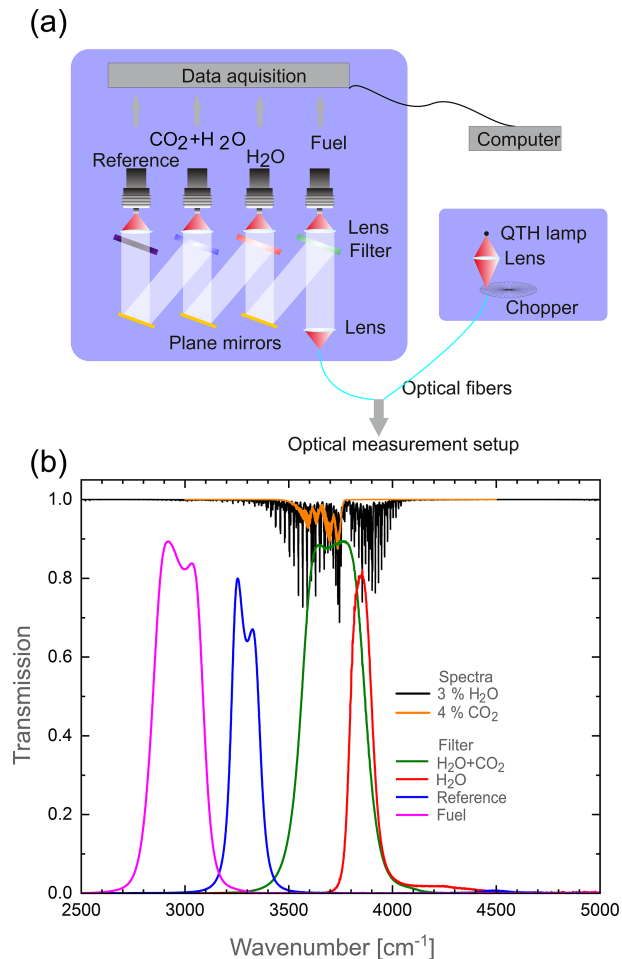 (a)
Data aquisition
Computer
CO2+H2O
Fuel
Reference
H2O
Lens
Filter
QTH lamp
Lens
Chopper
Lens
Plane mirrors
Optical fibers
Optical measurement setup
(b)
1.0
0.8
0.6
0.4
0.2
0.0
Transmission
Spectra
3 % H2O
4 % CO2
Filter
H2O+CO2
H2O
Reference
Fuel
2500 3000 3500 4000 4500 5000
Wavenumber [cm-1]